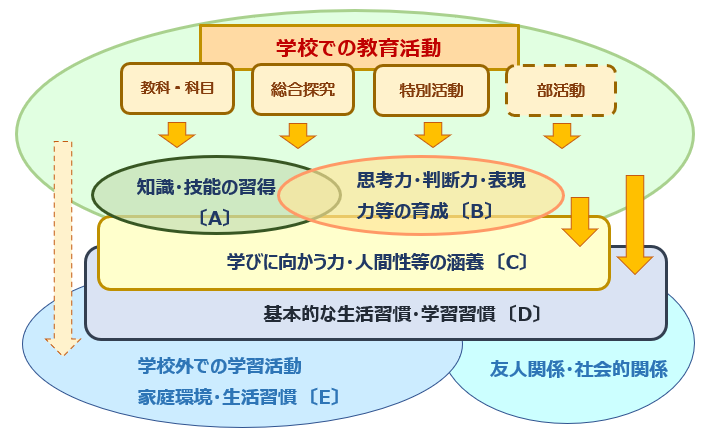 学校での教育活動
教科・科目
総合探究
特別活動
部活動
知識・技能の習得
〔A〕
思考力・判断力・表現
力等の育成〔B〕
学びに向かう力・人間性等の涵養〔C〕
基本的な生活習慣・学習習慣〔D〕
学校外での学習活動
家庭環境・生活習慣〔E〕
友人関係・社会的関係